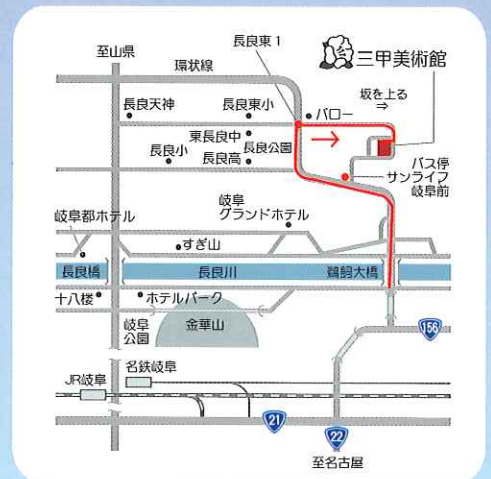 至山県
環状線
長良東1
三甲美術館
坂を上る
⇒
長良天神
長良東小
バロー
東長良中
長良小
長良高
長良公園
バス停
サンライフ
岐阜前
岐阜
グランドホテル
岐阜都ホテル
すぎ山
長良橋
長良川
鵜飼大橋
十八楼
ホテルパーク
岐阜
公園
金華山
156
名鉄岐阜
JR岐阜
21
22
至名古屋